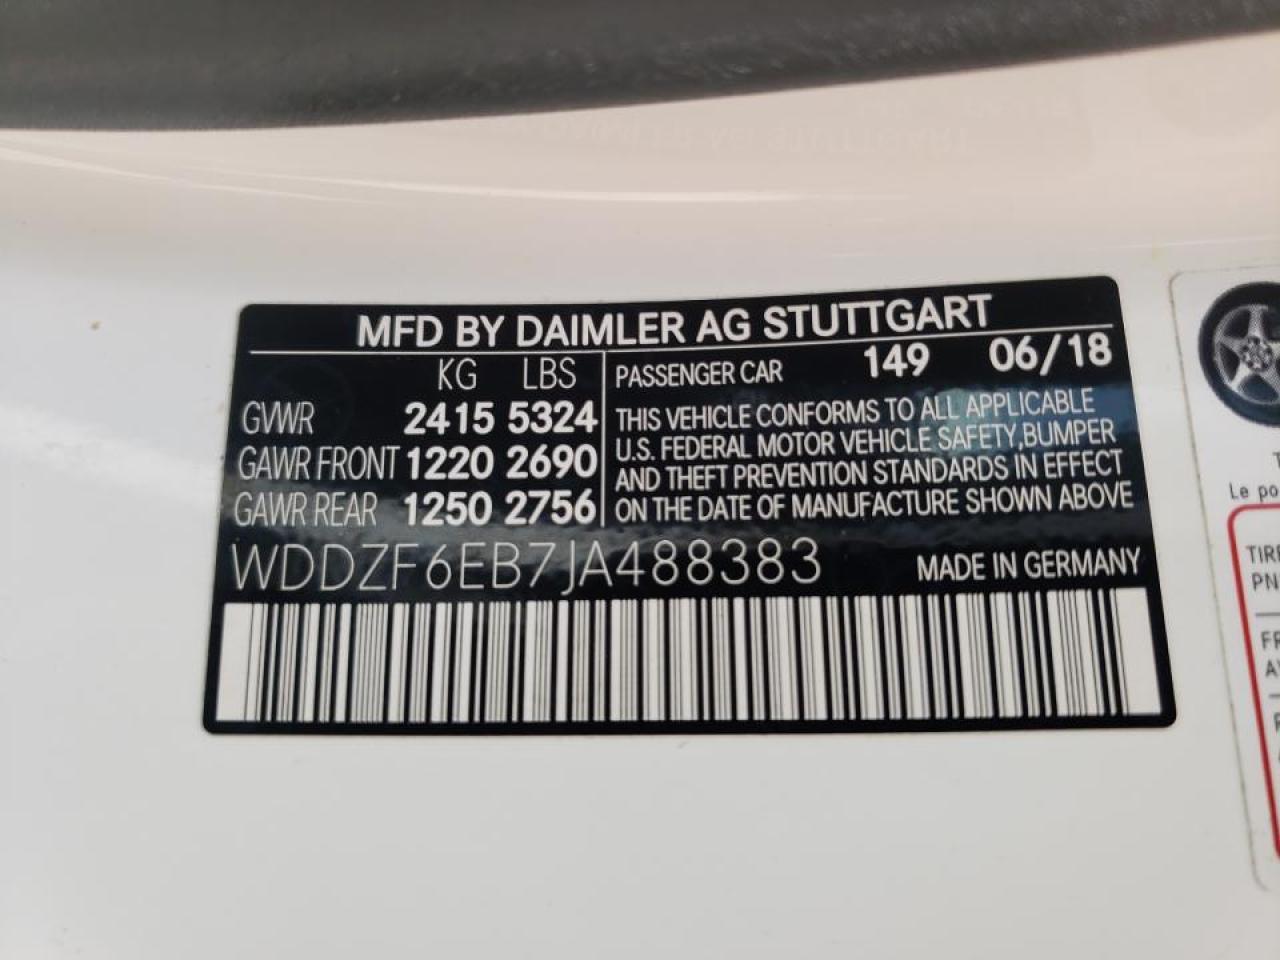 MFD BY DAIMLER AG STUTTGART
KG LBS
GVWR 2415 5324
GAWR FRONT 1220 2690
GAWR REAR 1250 2756
PASSENGER CAR 149 06/18
THIS VEHICLE CONFORMS TO ALL APPLICABLE
U.S. FEDERAL MOTOR VEHICLE SAFETY,BUMPER
AND THEFT PREVENTION STANDARDS IN EFFECT
ON THE DATE OF MANUFACTURE SHOWN ABOVE
WDDZF6EB7JA488383 MADE IN GERMANY
Le